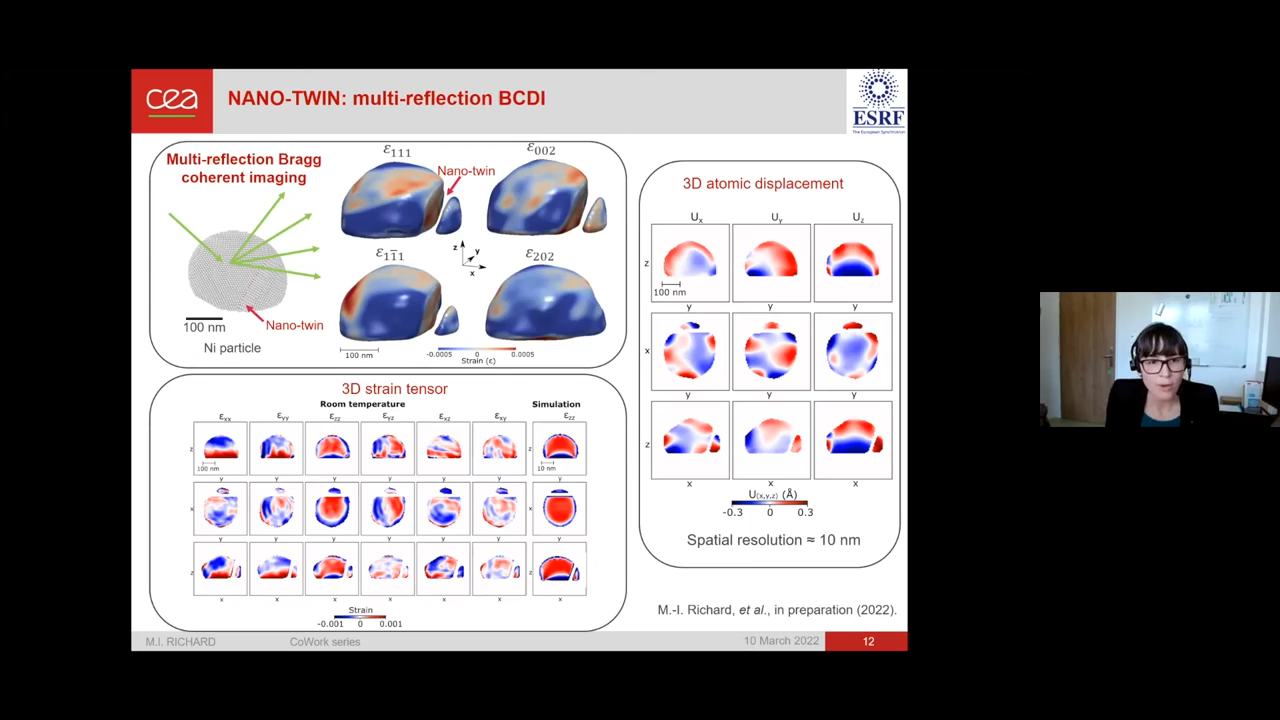 cea
NANO-TWIN: multi-reflection BCDI
ESRF
The European Synchrotron
Multi-reflection Bragg
coherent imaging
Nano-twin
100 nm
Ni particle
ε111
Nano-twin
ε002
z
y
x
ε11̅1
ε202
100 nm
-0.0005 0 0.0005
Strain (ε)
3D strain tensor
Room temperature
Simulation
εxx εyy εzz εyz εxz εxy εzz
z
100 nm
z
10 nm
y y y y y y y
x
x
y y y y y y y
z
z
x x x x x x x
Strain
-0.001 0 0.001
3D atomic displacement
Ux Uy Uz
z
100 nm
y y y
x
y y y
z
x x x
U(x,y,z) (Å)
-0.3 0 0.3
Spatial resolution ≈ 10 nm
M.-I. Richard, et al., in preparation (2022).
M.I. RICHARD
CoWork series
10 March 2022
12